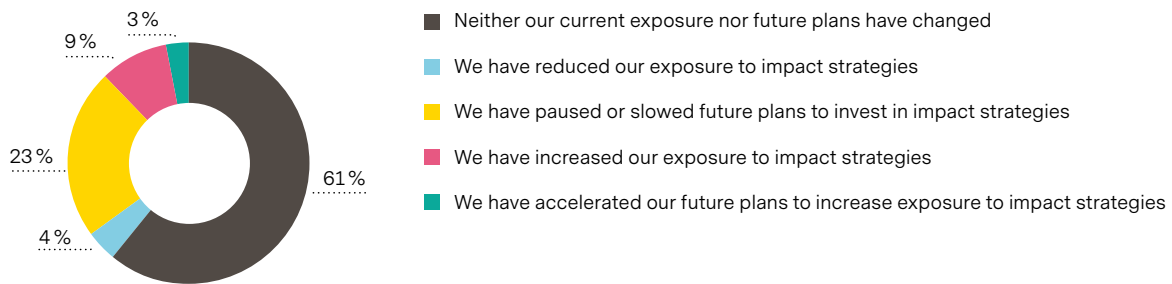 3 %
9 %
23 %
4 %
61 %
Neither our current exposure nor future plans have changed
We have reduced our exposure to impact strategies
We have paused or slowed future plans to invest in impact strategies
We have increased our exposure to impact strategies
We have accelerated our future plans to increase exposure to impact strategies